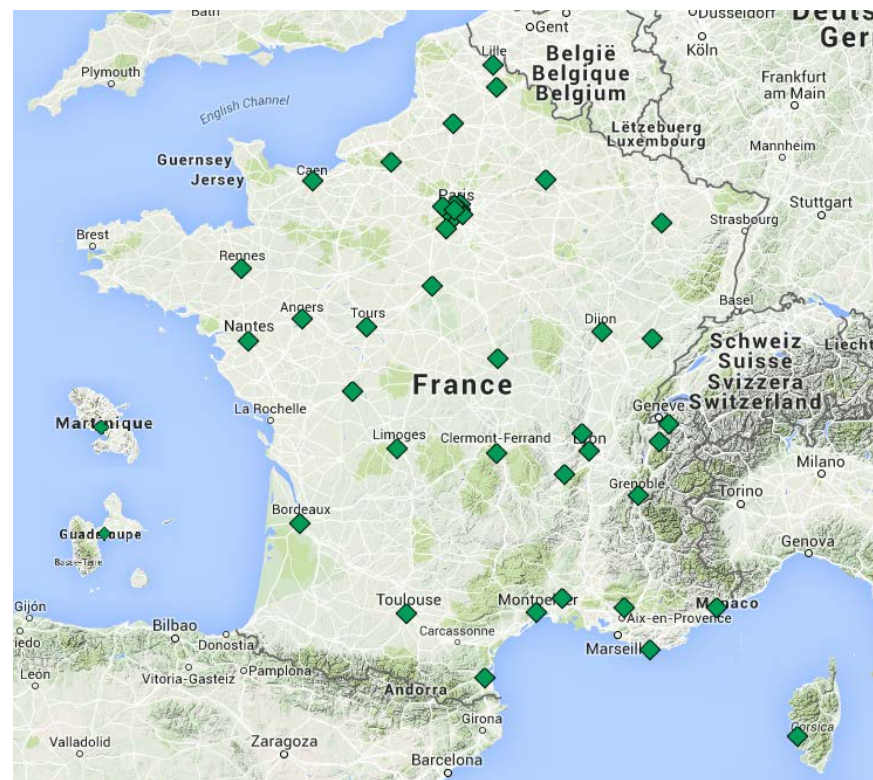 Bath
Düsseldorf
Deuts
Gent
Ger
Köln
Lille
België
Belgique
Belgium
Plymouth
Frankfurt
am Main
English Channel
Lëtzebuerg
Luxembourg
Mannheim
Guernsey
Jersey
Caen
Paris
Stuttgart
Strasbourg
Brest
Rennes
Basel
Angers
Tours
Dijon
Nantes
Schweiz
Suisse
Svizzera
Switzerland
Liecht
France
La Rochelle
Genève
Martinique
Limoges
Clermont-Ferrand
Lyon
Milano
Grenoble
Torino
Bordeaux
Guadeloupe
Basse-Terre
Genova
Toulouse
Montpellier
Monaco
Gijón
Aix-en-Provence
Bilbao
Donostia
Carcassonne
Marseille
iedo
Vitoria-Gasteiz
Pamplona
Andorra
León
Girona
Corsica
Valladolid
Zaragoza
Barcelona